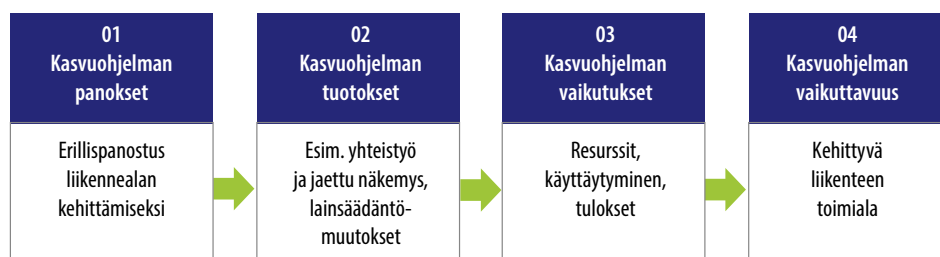 01
Kasvuohjelman
panokset
Erillispanostus
liikennealan
kehittämiseksi
02
Kasvuohjelman
tuotokset
Esim. yhteistyö
ja jaettu näkemys,
lainsäädäntö-
muutokset
03
Kasvuohjelman
vaikutukset
Resurssit,
käyttäytyminen,
tulokset
04
Kasvuohjelman
vaikuttavuus
Kehittyvä
liikenteen
toimiala